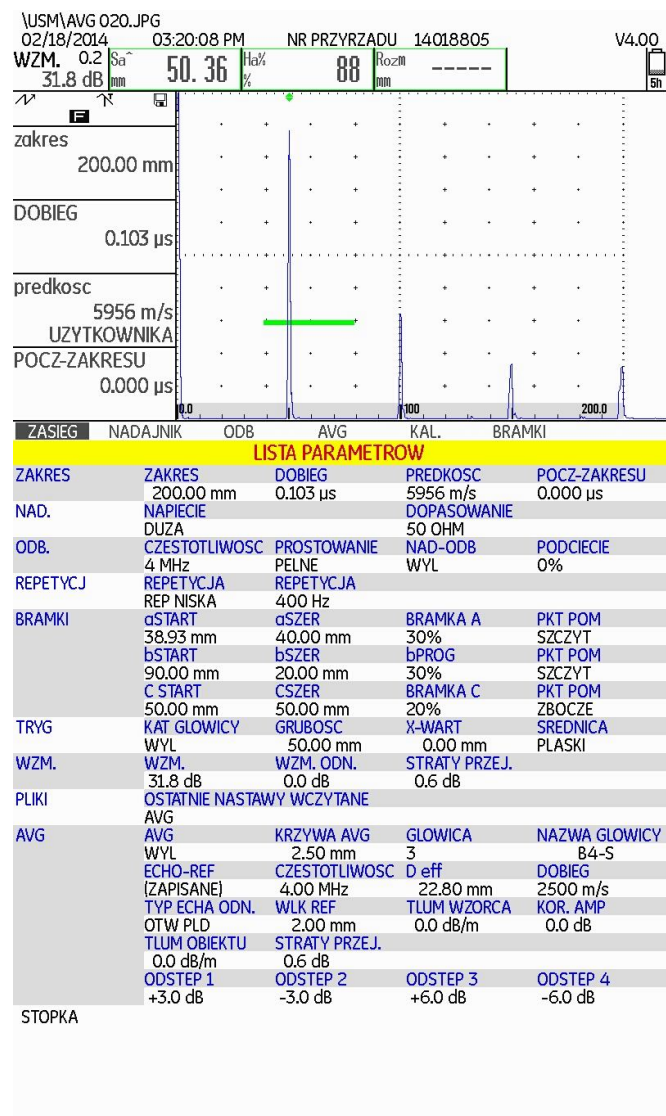 \USM\AVG 020.JPG
02/18/2014 03:20:08 PM NR PRZYRZADU 14018805 V4.00
WZM. 0.2 Sa^ 50.36 Ha% 88 Rozm -----
31.8 dB mm % mm 5h
F
zakres
200.00 mm
DOBIEG
0.103 µs
predkosc
5956 m/s
UZYTKOWNIKA
POCZ-ZAKRESU
0.000 µs
0.0 100 200.0
ZASIEG NADAJNIK ODB AVG KAL. BRAMKI
LISTA PARAMETROW
ZAKRES ZAKRES DOBIEG PREDKOSC POCZ-ZAKRESU
200.00 mm 0.103 µs 5956 m/s 0.000 µs
NAD. NAPIECIE DOPASOWANIE
DUZA 50 OHM
ODB. CZESTOTLIWOSC PROSTOWANIE NAD-ODB PODCIECIE
4 MHz PELNE WYL 0%
REPETYCJ REPETYCJA REPETYCJA
REP NISKA 400 Hz
BRAMKI aSTART aSZER BRAMKA A PKT POM
38.93 mm 40.00 mm 30% SZCZYT
bSTART bSZER bPROG PKT POM
90.00 mm 20.00 mm 30% SZCZYT
C START CSZER BRAMKA C PKT POM
50.00 mm 50.00 mm 20% ZBOCZE
TRYG KAT GLOWICY GRUBOSC X-WART SREDNICA
WYL 50.00 mm 0.00 mm PLASKI
WZM. WZM. WZM. ODN. STRATY PRZEJ.
31.8 dB 0.0 dB 0.6 dB
PLIKI OSTATNIE NASTAWY WCZYTANE
AVG
AVG AVG KRZYWA AVG GLOWICA NAZWA GLOWICY
WYL 2.50 mm 3 B4-S
ECHO-REF CZESTOTLIWOSC D eff DOBIEG
(ZAPISANE) 4.00 MHz 22.80 mm 2500 m/s
TYP ECHA ODN. WLK REF TLUM WZORCA KOR. AMP
OTW PLD 2.00 mm 0.0 dB/m 0.0 dB
TLUM OBIEKTU STRATY PRZEJ.
0.0 dB/m 0.6 dB
ODSTEP 1 ODSTEP 2 ODSTEP 3 ODSTEP 4
+3.0 dB -3.0 dB +6.0 dB -6.0 dB
STOPKA